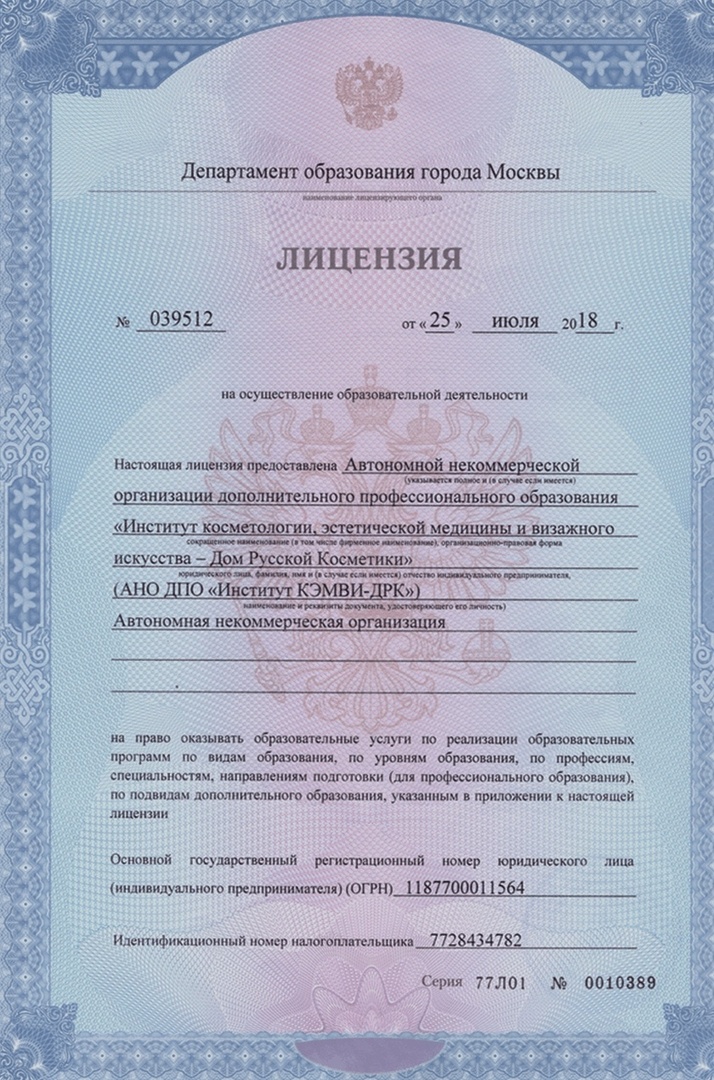 Департамент образования города Москвы
наименование лицензирующего органа
ЛИЦЕНЗИЯ
№ 039512 от «25» июля 2018 г.
на осуществление образовательной деятельности
Настоящая лицензия предоставлена Автономной некоммерческой
(указывается полное и (в случае если имеется)
организации дополнительного профессионального образования
«Институт косметологии, эстетической медицины и визажного
сокращенное наименование (в том числе фирменное наименование), организационно-правовая форма
искусства – Дом Русской Косметики»
юридического лица, фамилия, имя и (в случае если имеется) отчество индивидуального предпринимателя,
(АНО ДПО «Институт КЭМВИ-ДРК»)
наименование и реквизиты документа, удостоверяющего его личность)
Автономная некоммерческая организация
на право оказывать образовательные услуги по реализации образовательных
программ по видам образования, по уровням образования, по профессиям,
специальностям, направлениям подготовки (для профессионального образования),
по подвидам дополнительного образования, указанным в приложении к настоящей
лицензии
Основной государственный регистрационный номер юридического лица
(индивидуального предпринимателя) (ОГРН) 1187700011564
Идентификационный номер налогоплательщика 7728434782
Серия 77Л01 № 0010389